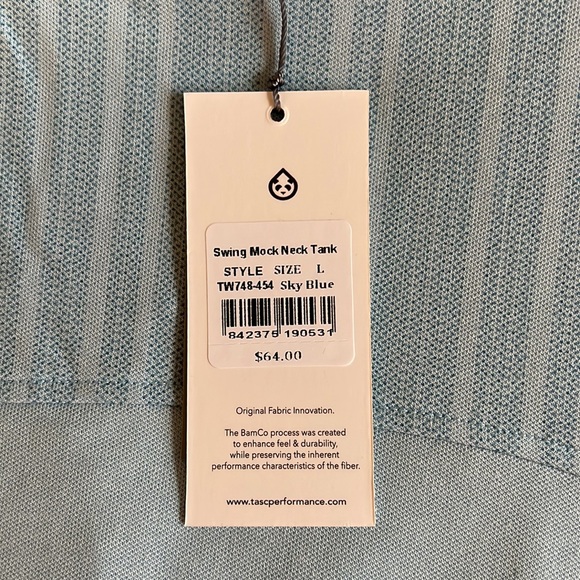 Swing Mock Neck Tank
STYLE SIZE L
TW748-454 Sky Blue
842375 190531
$64.00
Original Fabric Innovation.
The BamCo process was created
to enhance feel & durability,
while preserving the inherent
performance characteristics of the fiber.
www.tascperformance.com